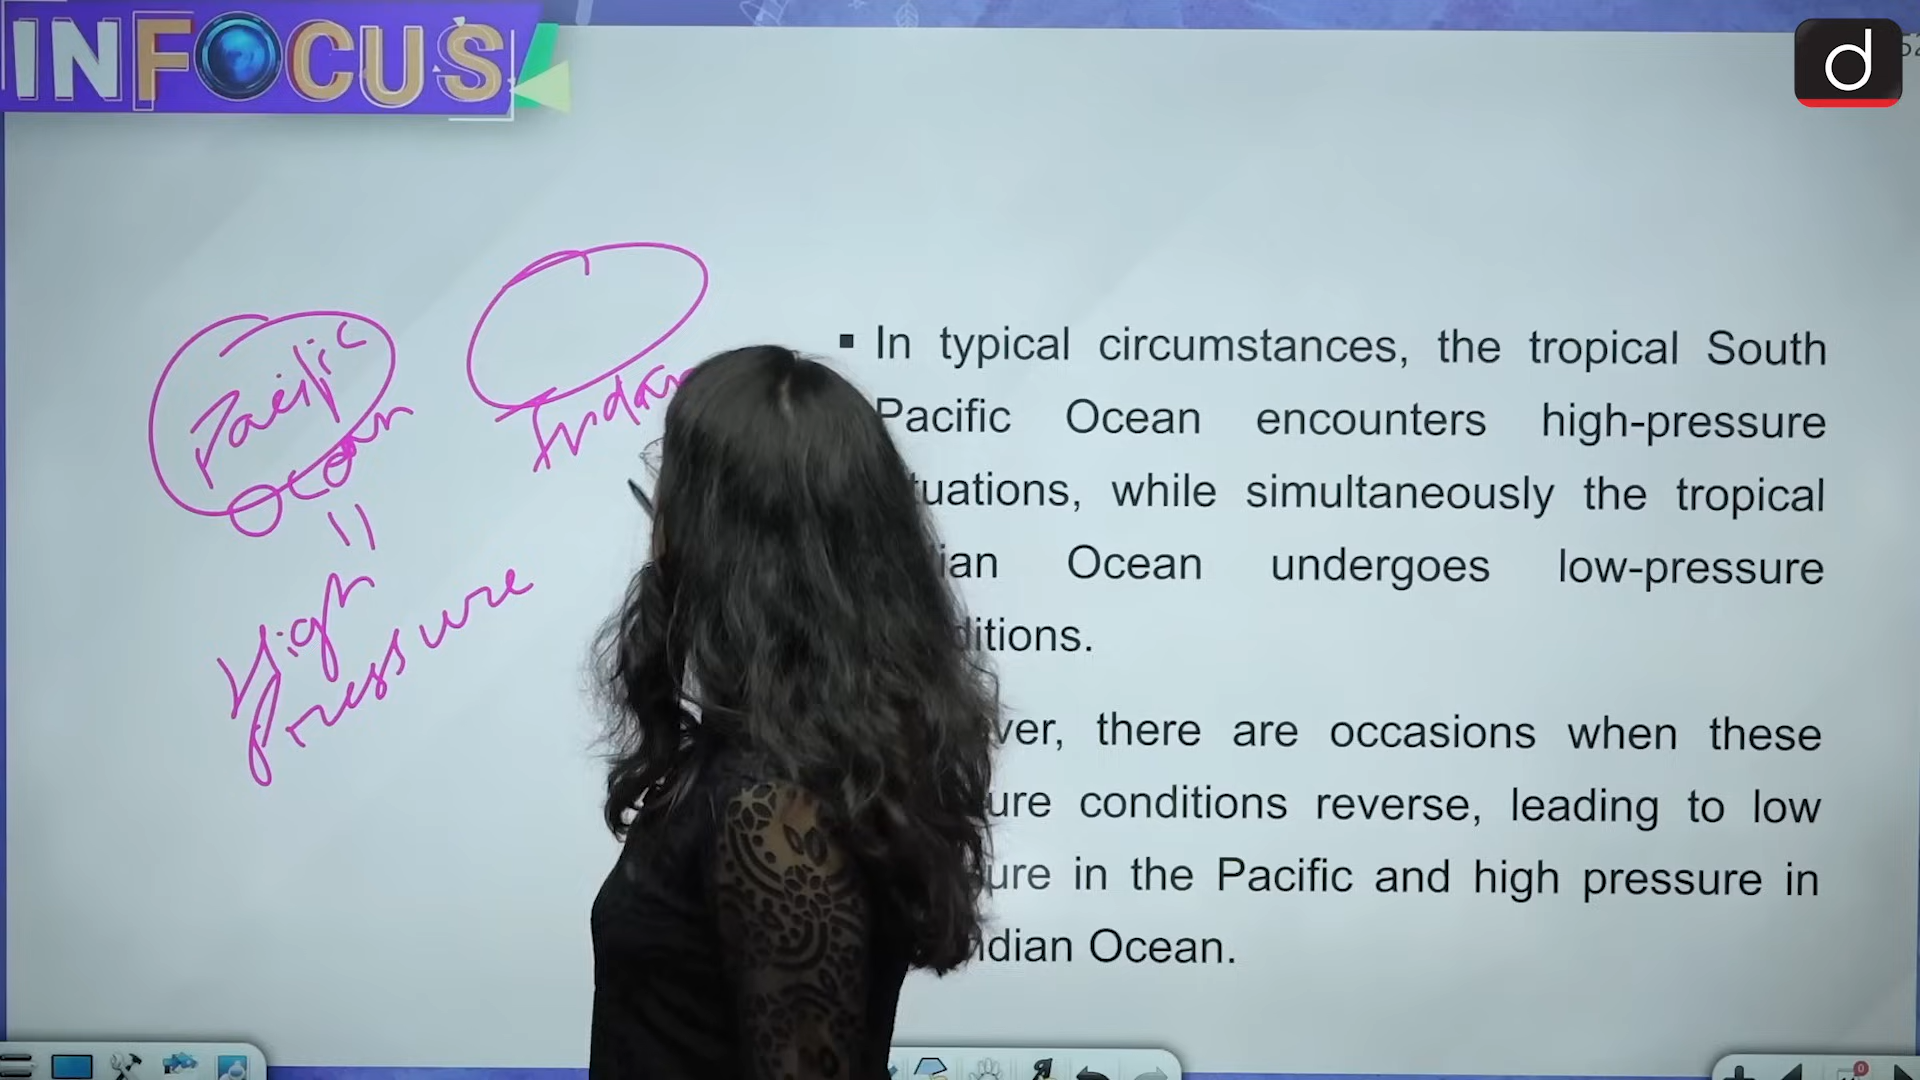 INFOCUS
d
Pacific
Ocean
High
Pressure
Indian
In typical circumstances, the tropical South
Pacific Ocean encounters high-pressure
tuations, while simultaneously the tropical
ian Ocean undergoes low-pressure
ditions.
ver, there are occasions when these
ure conditions reverse, leading to low
ure in the Pacific and high pressure in
ndian Ocean.
0